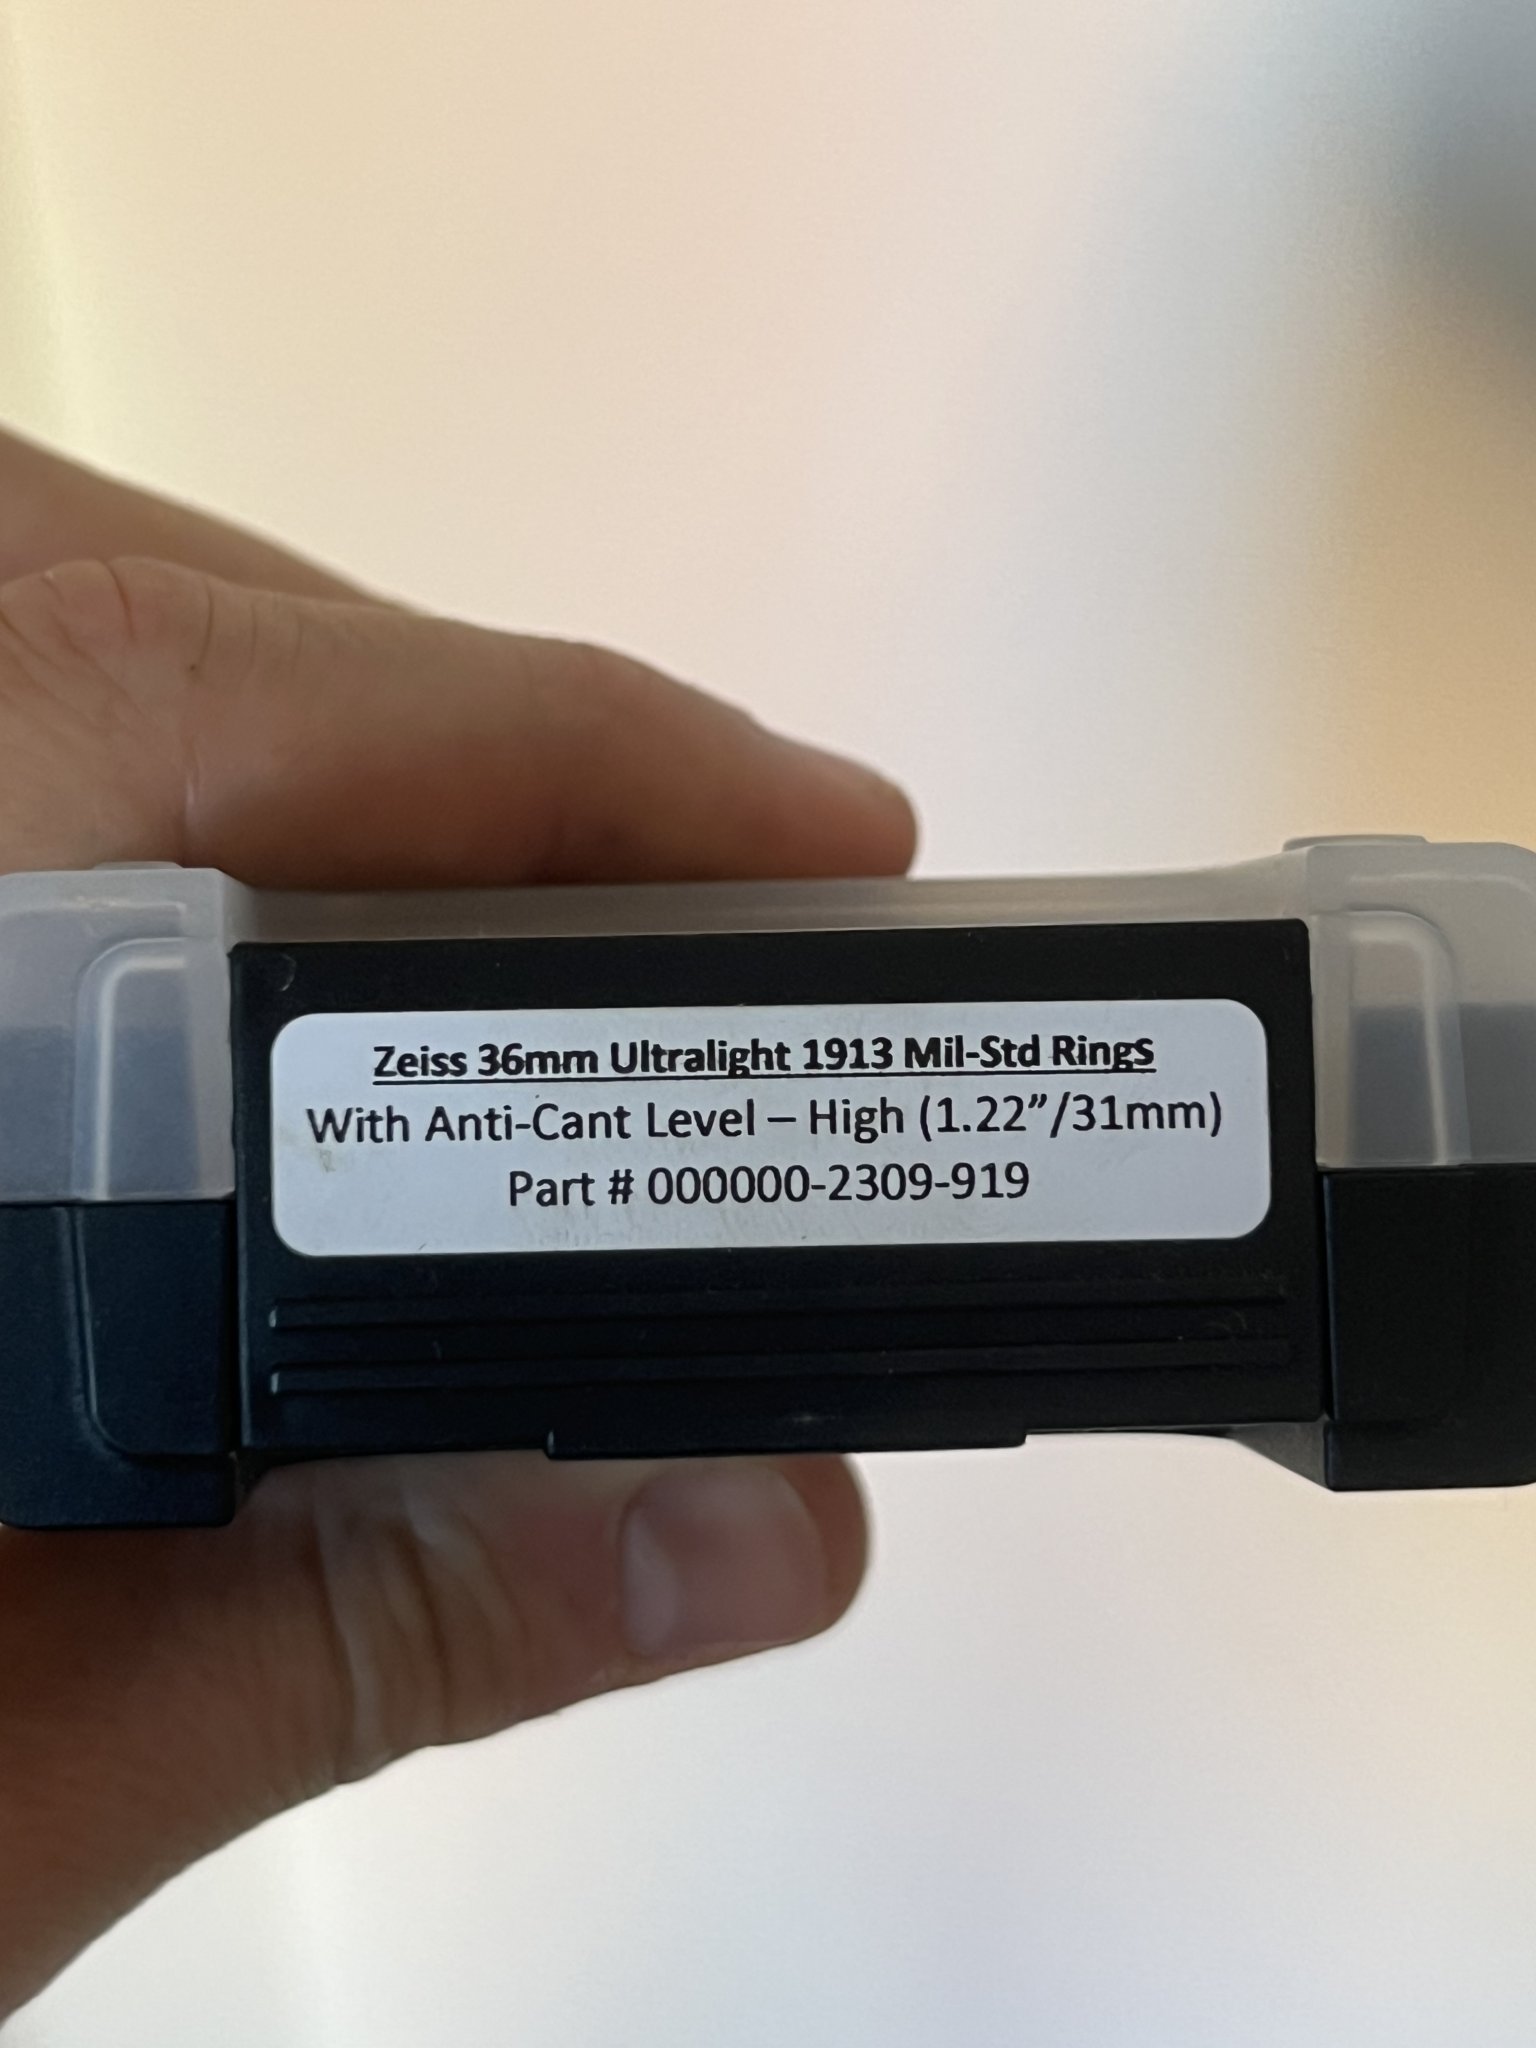 Zeiss 36mm Ultralight 1913 Mil-Std Rings
With Anti-Cant Level – High (1.22”/31mm)
Part # 000000-2309-919